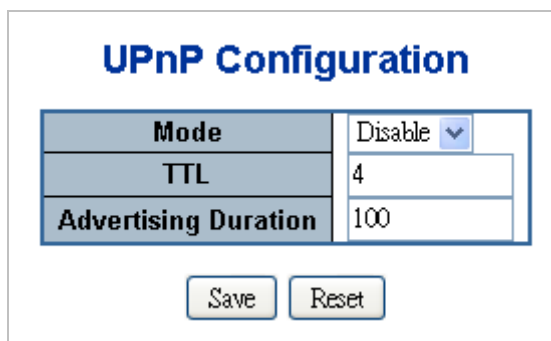 UPnP Configuration
Mode Disable
TTL 4
Advertising Duration 100
Save Reset